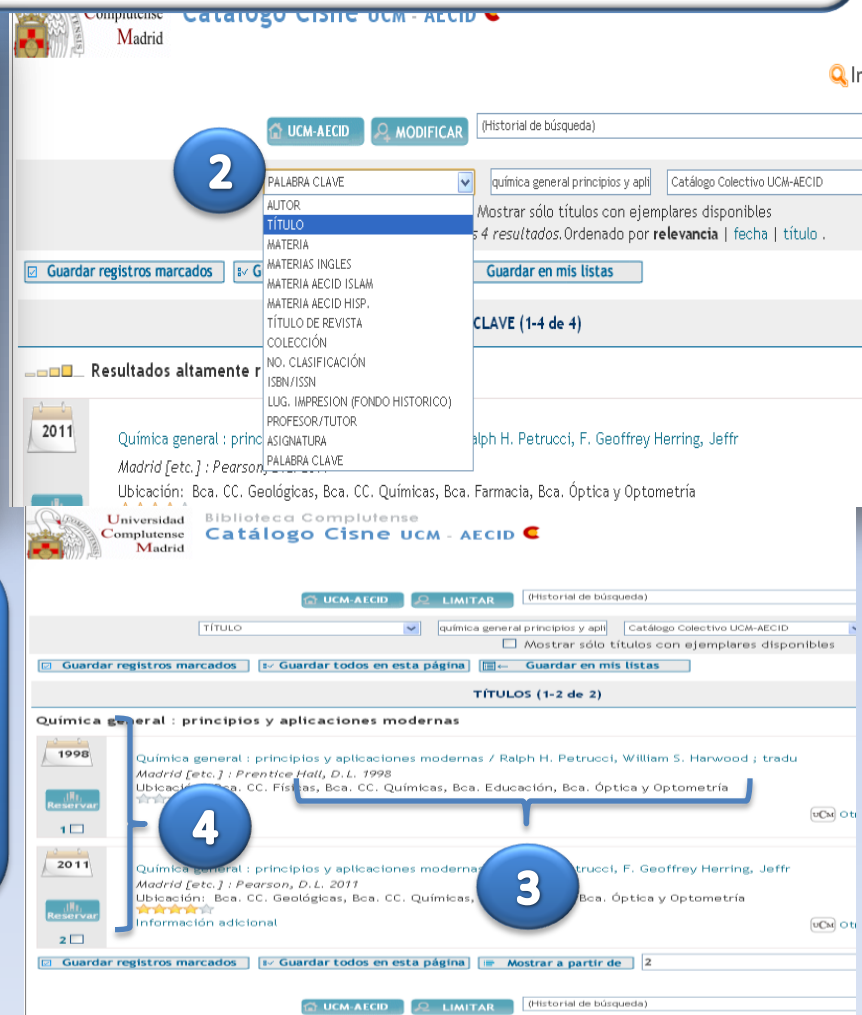 Complutense Catálogo Cisne UCM - AECID
Madrid
UCM-AECID MODIFICAR (Historial de búsqueda)
2
PALABRA CLAVE química general principios y apli Catálogo Colectivo UCM-AECID
AUTOR
TÍTULO
MATERIA
MATERIAS INGLES
MATERIA AECID ISLAM
MATERIA AECID HISP.
TÍTULO DE REVISTA
COLECCIÓN
NO. CLASIFICACIÓN
ISBN/ISSN
LUG. IMPRESION (FONDO HISTORICO)
PROFESOR/TUTOR
ASIGNATURA
PALABRA CLAVE
Mostrar sólo títulos con ejemplares disponibles
s 4 resultados. Ordenado por relevancia | fecha | título .
Guardar registros marcados G Guardar en mis listas
CLAVE (1-4 de 4)
Resultados altamente r
2011
Química general : princ alph H. Petrucci, F. Geoffrey Herring, Jeffr
Madrid [etc.] : Pearson,
Ubicación: Bca. CC. Geológicas, Bca. CC. Químicas, Bca. Farmacia, Bca. Óptica y Optometría
Universidad Complutense Madrid
Biblioteca Complutense
Catálogo Cisne UCM - AECID
UCM-AECID LIMITAR (Historial de búsqueda)
TÍTULO química general principios y apli Catálogo Colectivo UCM-AECID
Mostrar sólo títulos con ejemplares disponibles
Guardar registros marcados Guardar todos en esta página Guardar en mis listas
TÍTULOS (1-2 de 2)
Química general : principios y aplicaciones modernas
1998
Química general : principios y aplicaciones modernas / Ralph H. Petrucci, William S. Harwood ; tradu
Madrid [etc.] : Prentice Hall, D.L. 1998
Ubicación: Bca. CC. Físicas, Bca. CC. Químicas, Bca. Educación, Bca. Óptica y Optometría
Reservar
1
UCM Otr
4
3
2011
Química general : principios y aplicaciones modernas trucci, F. Geoffrey Herring, Jeffr
Madrid [etc.] : Pearson, D.L. 2011
Ubicación: Bca. CC. Geológicas, Bca. CC. Químicas, Bca. Óptica y Optometría
Reservar
Información adicional
2
UCM Otr
Guardar registros marcados Guardar todos en esta página Mostrar a partir de 2
UCM-AECID LIMITAR (Historial de búsqueda)